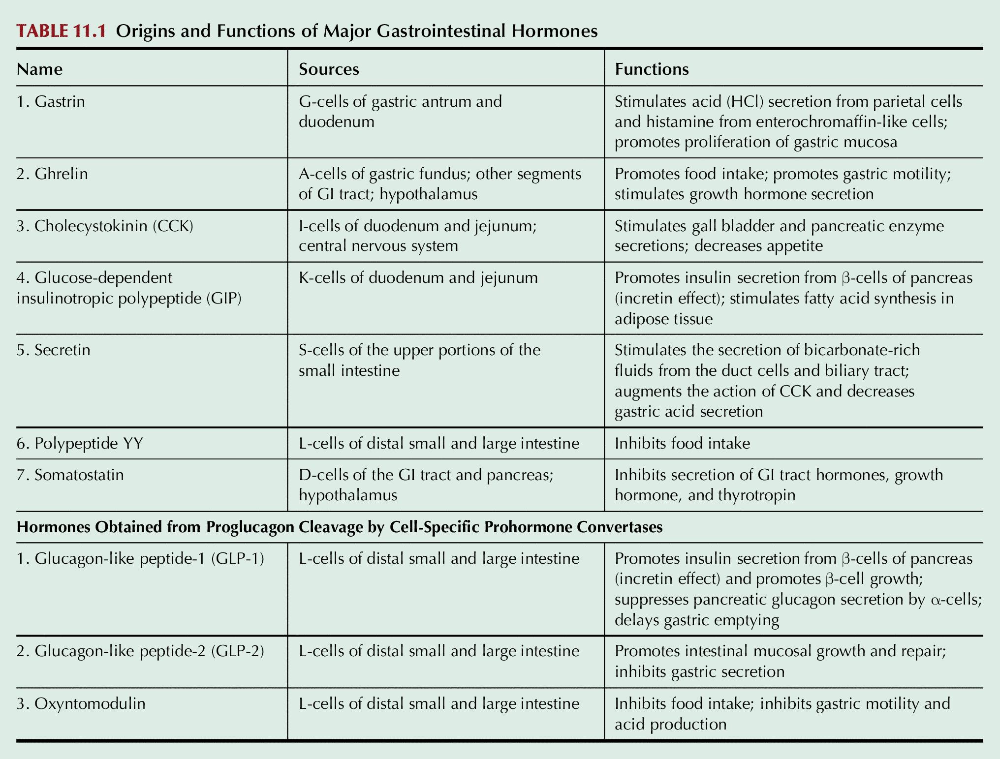 TABLE 11.1 Origins and Functions of Major Gastrointestinal Hormones
Name
Sources
Functions
1. Gastrin
G-cells of gastric antrum and
duodenum
Stimulates acid (HCl) secretion from parietal cells
and histamine from enterochromaffin-like cells;
promotes proliferation of gastric mucosa
2. Ghrelin
A-cells of gastric fundus; other segments
of GI tract; hypothalamus
Promotes food intake; promotes gastric motility;
stimulates growth hormone secretion
3. Cholecystokinin (CCK)
I-cells of duodenum and jejunum;
central nervous system
Stimulates gall bladder and pancreatic enzyme
secretions; decreases appetite
4. Glucose-dependent
insulinotropic polypeptide (GIP)
K-cells of duodenum and jejunum
Promotes insulin secretion from β-cells of pancreas
(incretin effect); stimulates fatty acid synthesis in
adipose tissue
5. Secretin
S-cells of the upper portions of the
small intestine
Stimulates the secretion of bicarbonate-rich
fluids from the duct cells and biliary tract;
augments the action of CCK and decreases
gastric acid secretion
6. Polypeptide YY
L-cells of distal small and large intestine
Inhibits food intake
7. Somatostatin
D-cells of the GI tract and pancreas;
hypothalamus
Inhibits secretion of GI tract hormones, growth
hormone, and thyrotropin
Hormones Obtained from Proglucagon Cleavage by Cell-Specific Prohormone Convertases
1. Glucagon-like peptide-1 (GLP-1)
L-cells of distal small and large intestine
Promotes insulin secretion from β-cells of pancreas
(incretin effect) and promotes β-cell growth;
suppresses pancreatic glucagon secretion by α-cells;
delays gastric emptying
2. Glucagon-like peptide-2 (GLP-2)
L-cells of distal small and large intestine
Promotes intestinal mucosal growth and repair;
inhibits gastric secretion
3. Oxyntomodulin
L-cells of distal small and large intestine
Inhibits food intake; inhibits gastric motility and
acid production